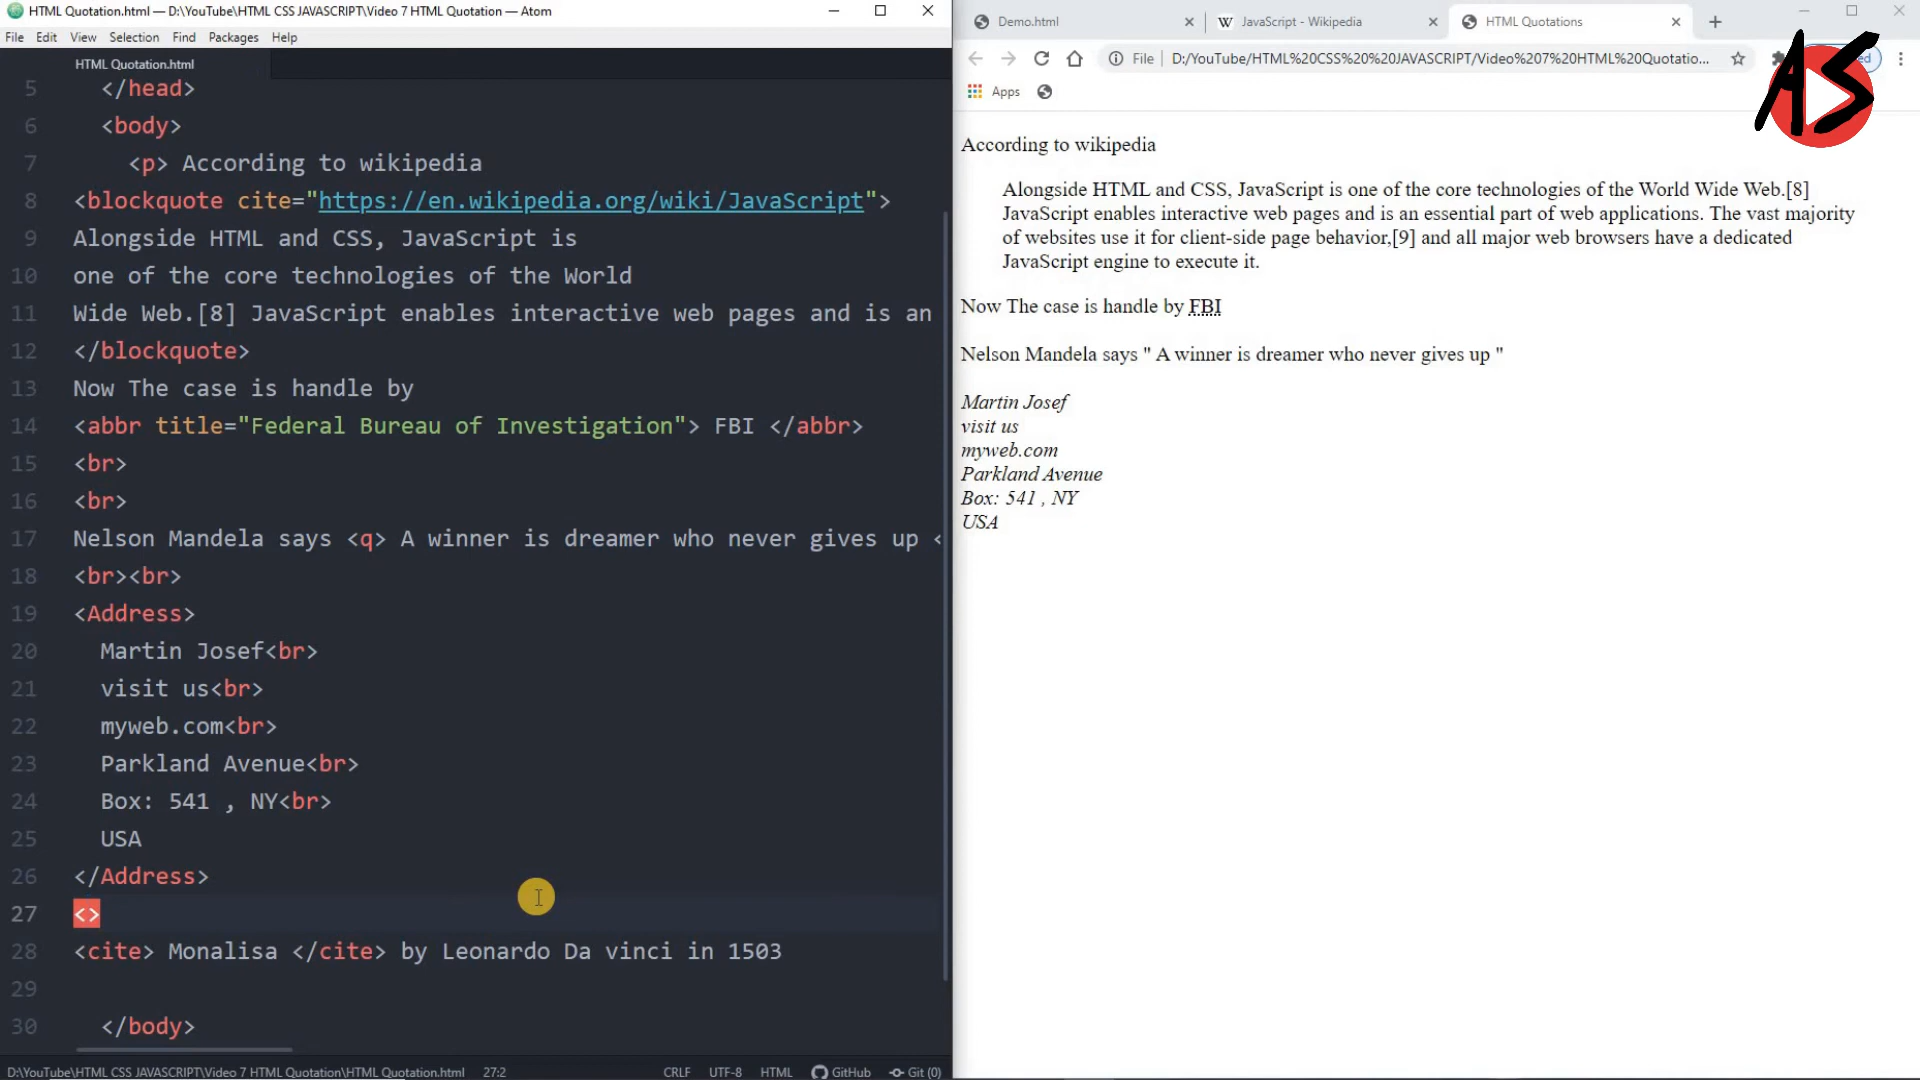 HTML Quotation.html — D:\YouTube\HTML CSS JAVASCRIPT\Video 7 HTML Quotation — Atom
File Edit View Selection Find Packages Help
HTML Quotation.html
5 </head>
6 <body>
7 <p> According to wikipedia
8 <blockquote cite="https://en.wikipedia.org/wiki/JavaScript">
9 Alongside HTML and CSS, JavaScript is
10 one of the core technologies of the World
11 Wide Web.[8] JavaScript enables interactive web pages and is an
12 </blockquote>
13 Now The case is handle by
14 <abbr title="Federal Bureau of Investigation"> FBI </abbr>
15 <br>
16 <br>
17 Nelson Mandela says <q> A winner is dreamer who never gives up <
18 <br><br>
19 <Address>
20 Martin Josef<br>
21 visit us<br>
22 myweb.com<br>
23 Parkland Avenue<br>
24 Box: 541 , NY<br>
25 USA
26 </Address>
27 <>
28 <cite> Monalisa </cite> by Leonardo Da vinci in 1503
29
30 </body>
D:\YouTube\HTML CSS JAVASCRIPT\Video 7 HTML Quotation\HTML Quotation.html 27:2 CRLF UTF-8 HTML GitHub Git (0)
Demo.html JavaScript - Wikipedia HTML Quotations
File D:/YouTube/HTML%20CSS%20%20JAVASCRIPT/Video%207%20HTML%20Quotatio...
Apps
AS
According to wikipedia
Alongside HTML and CSS, JavaScript is one of the core technologies of the World Wide Web.[8]
JavaScript enables interactive web pages and is an essential part of web applications. The vast majority
of websites use it for client-side page behavior,[9] and all major web browsers have a dedicated
JavaScript engine to execute it.
Now The case is handle by FBI
Nelson Mandela says " A winner is dreamer who never gives up "
Martin Josef
visit us
myweb.com
Parkland Avenue
Box: 541 , NY
USA